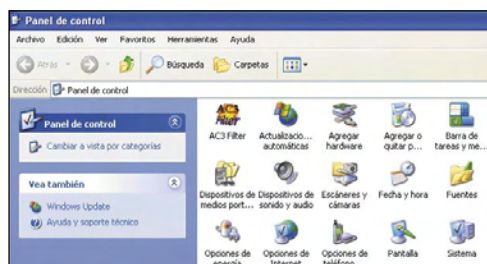 Panel de control
Archivo Edición Ver Favoritos Herramientas Ayuda
Atrás Búsqueda Carpetas
Dirección Panel de control
Panel de control
Cambiar a vista por categorías
Vea también
Windows Update
Ayuda y soporte técnico
AC3 Filter Actualizacio... automáticas Agregar hardware Agregar o quitar p... Barra de tareas y me...
Dispositivos de medios port... Dispositivos de sonido y audio Escáneres y cámaras Fecha y hora Fuentes
Opciones de energía Opciones de Internet Opciones de teléfono... Pantalla Sistema